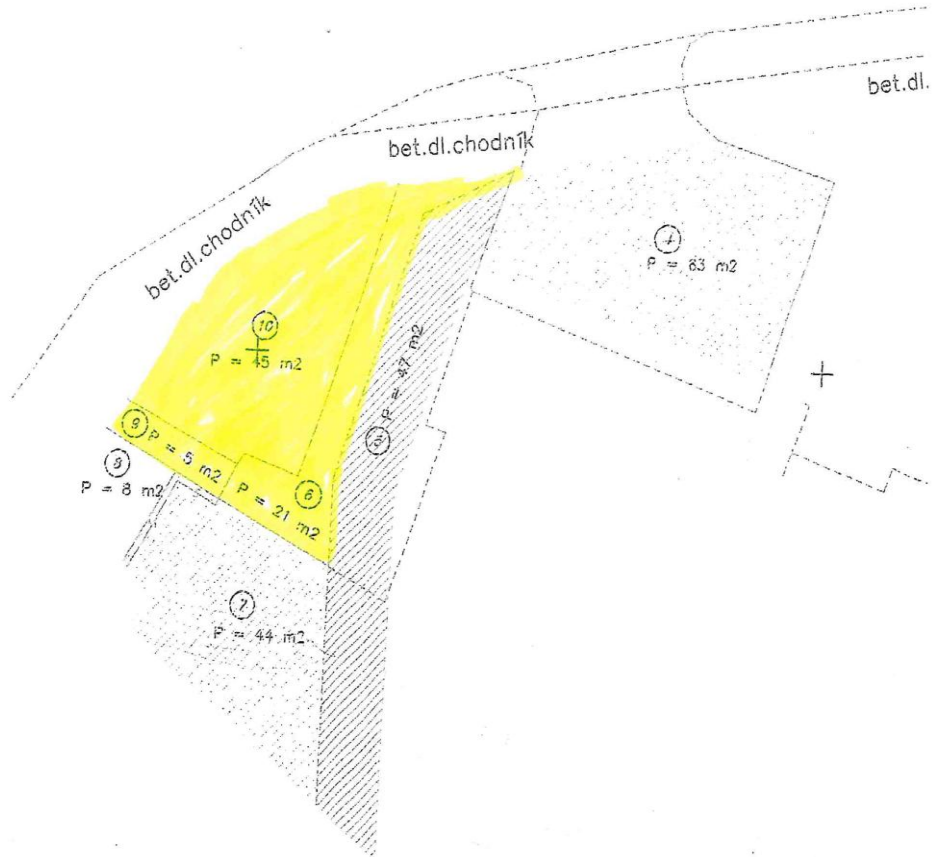 bet.dl.
bet.dl.chodník
bet.dl.chodník
P = 83 m2
10
P = 45 m2
P = 47 m2
9
P = 5 m2
8
P = 8 m2
6
P = 21 m2
7
P = 44 m2